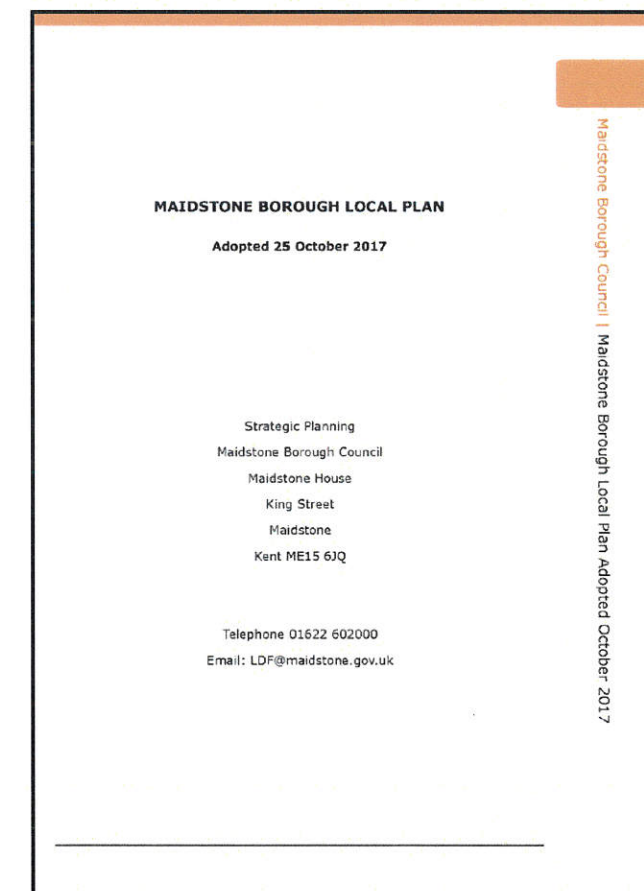 MAIDSTONE BOROUGH LOCAL PLAN
Adopted 25 October 2017
Strategic Planning
Maidstone Borough Council
Maidstone House
King Street
Maidstone
Kent ME15 6JQ
Telephone 01622 602000
Email: LDF@maidstone.gov.uk
Maidstone Borough Council | Maidstone Borough Local Plan Adopted October 2017